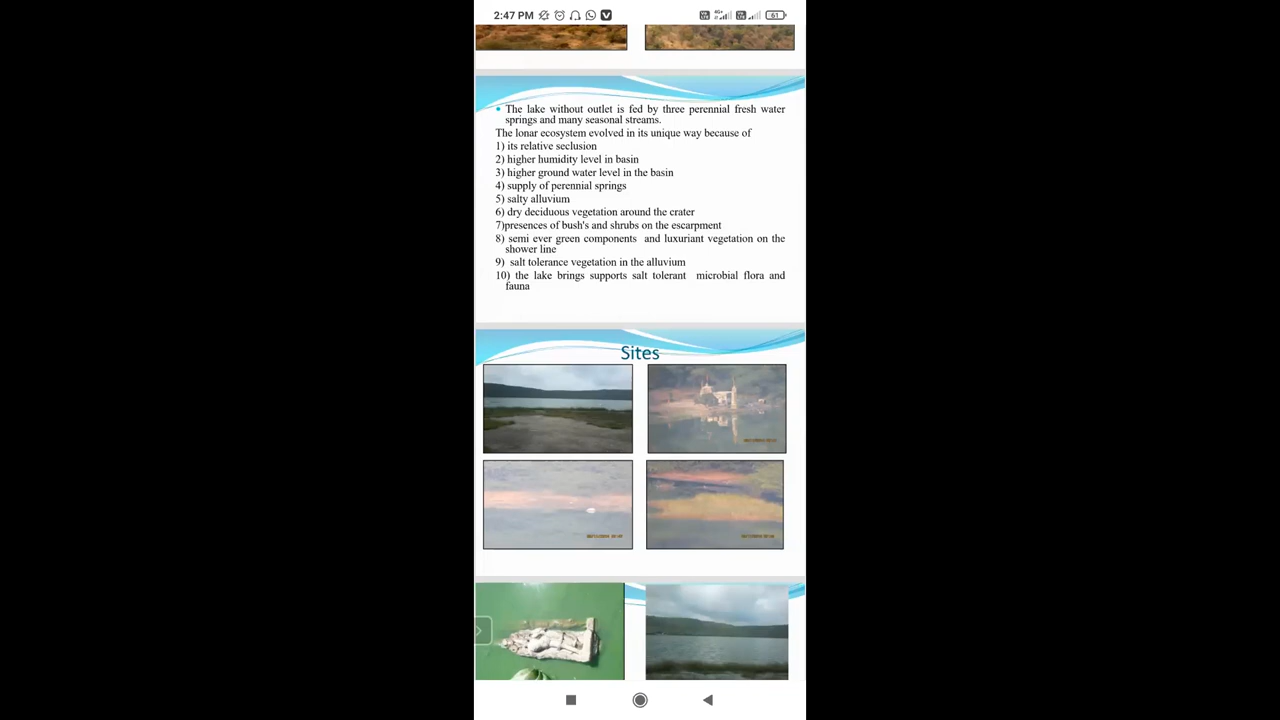 2:47 PM
61
The lake without outlet is fed by three perennial fresh water
springs and many seasonal streams.
The lonar ecosystem evolved in its unique way because of
1) its relative seclusion
2) higher humidity level in basin
3) higher ground water level in the basin
4) supply of perennial springs
5) salty alluvium
6) dry deciduous vegetation around the crater
7)presences of bush's and shrubs on the escarpment
8) semi ever green components and luxuriant vegetation on the
shower line
9) salt tolerance vegetation in the alluvium
10) the lake brings supports salt tolerant microbial flora and
fauna
Sites